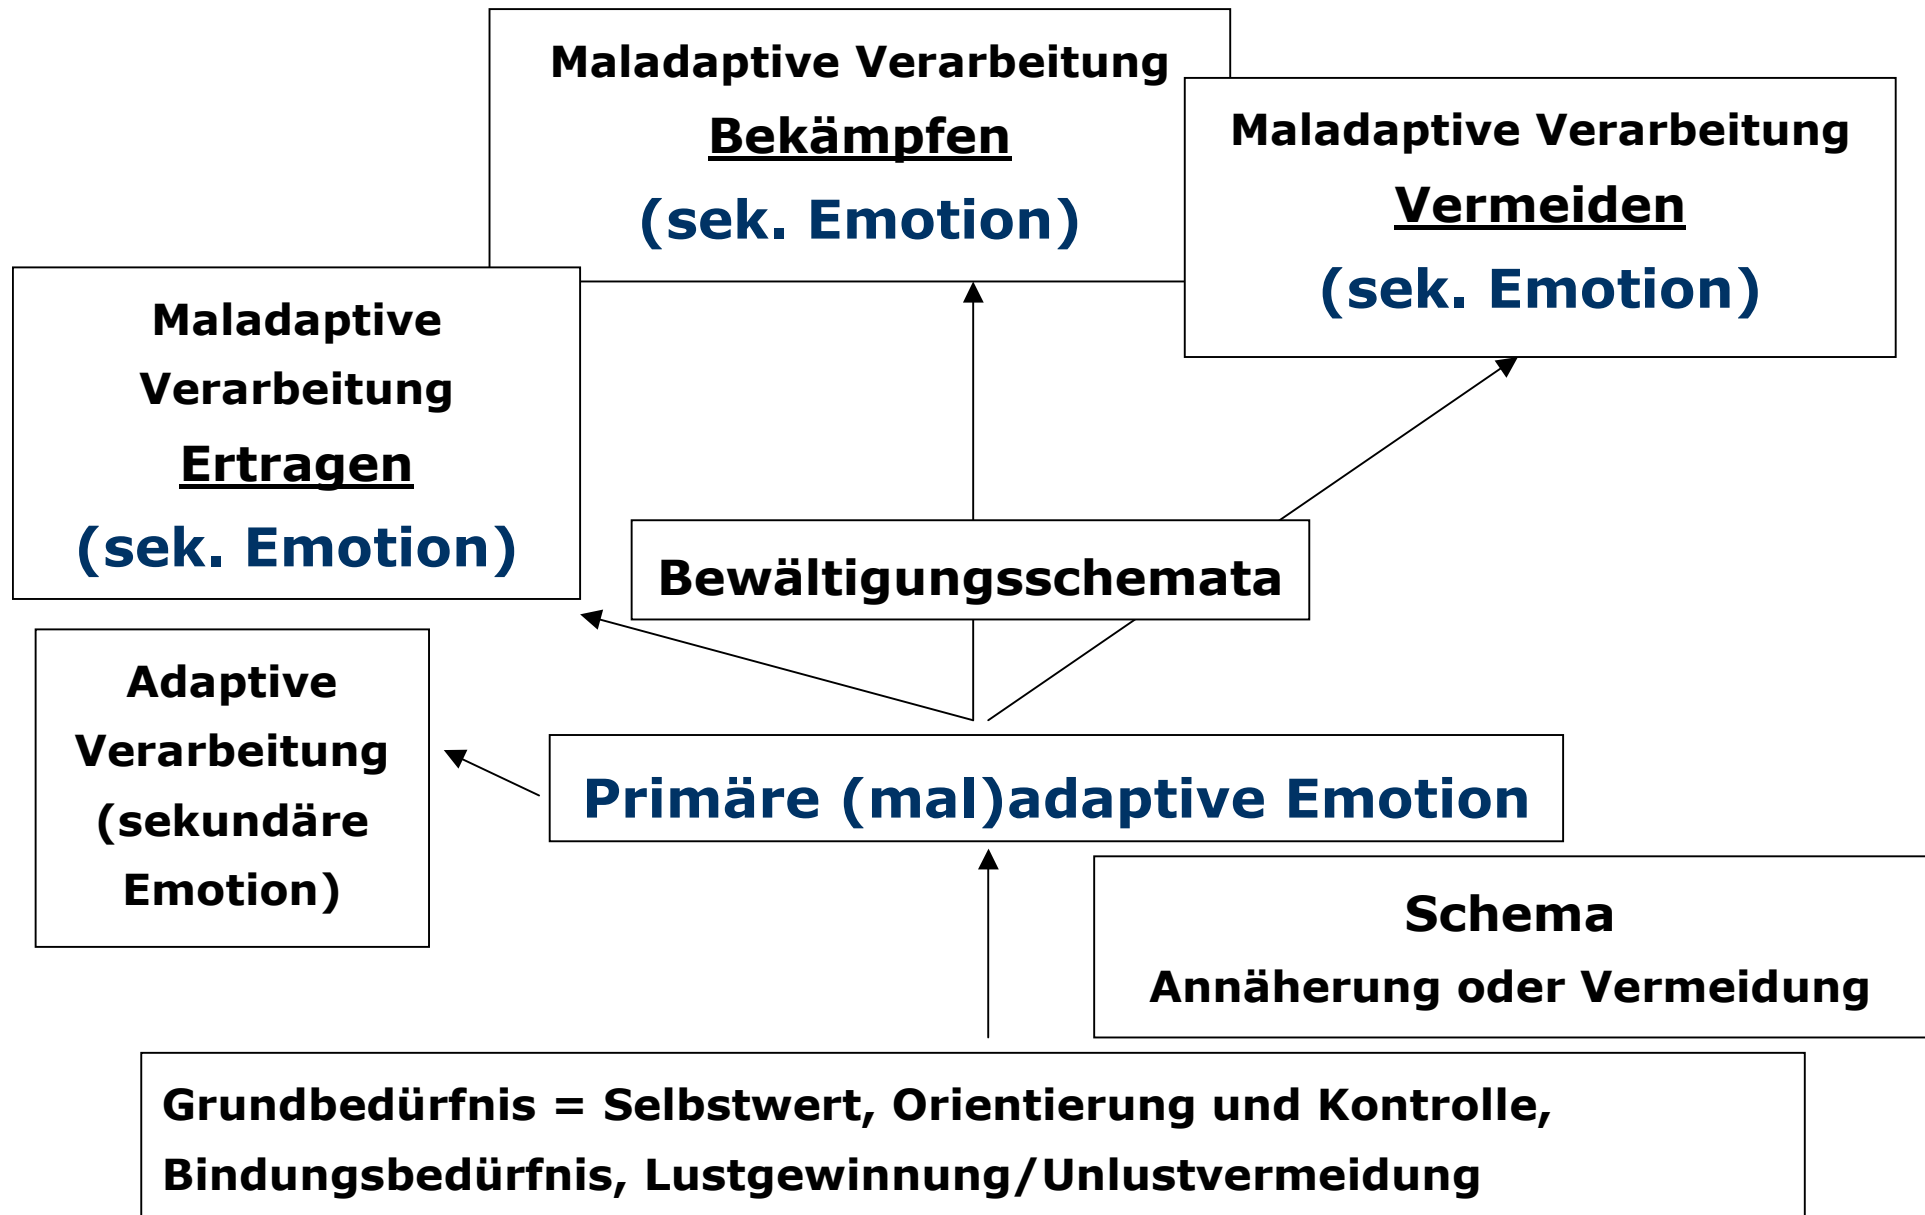 Maladaptive Verarbeitung
Bekämpfen
(sek. Emotion)
Maladaptive Verarbeitung
Vermeiden
(sek. Emotion)
Maladaptive
Verarbeitung
Ertragen
(sek. Emotion)
Bewältigungsschemata
Adaptive
Verarbeitung
(sekundäre
Emotion)
Primäre (mal)adaptive Emotion
Schema
Annäherung oder Vermeidung
Grundbedürfnis = Selbstwert, Orientierung und Kontrolle,
Bindungsbedürfnis, Lustgewinnung/Unlustvermeidung